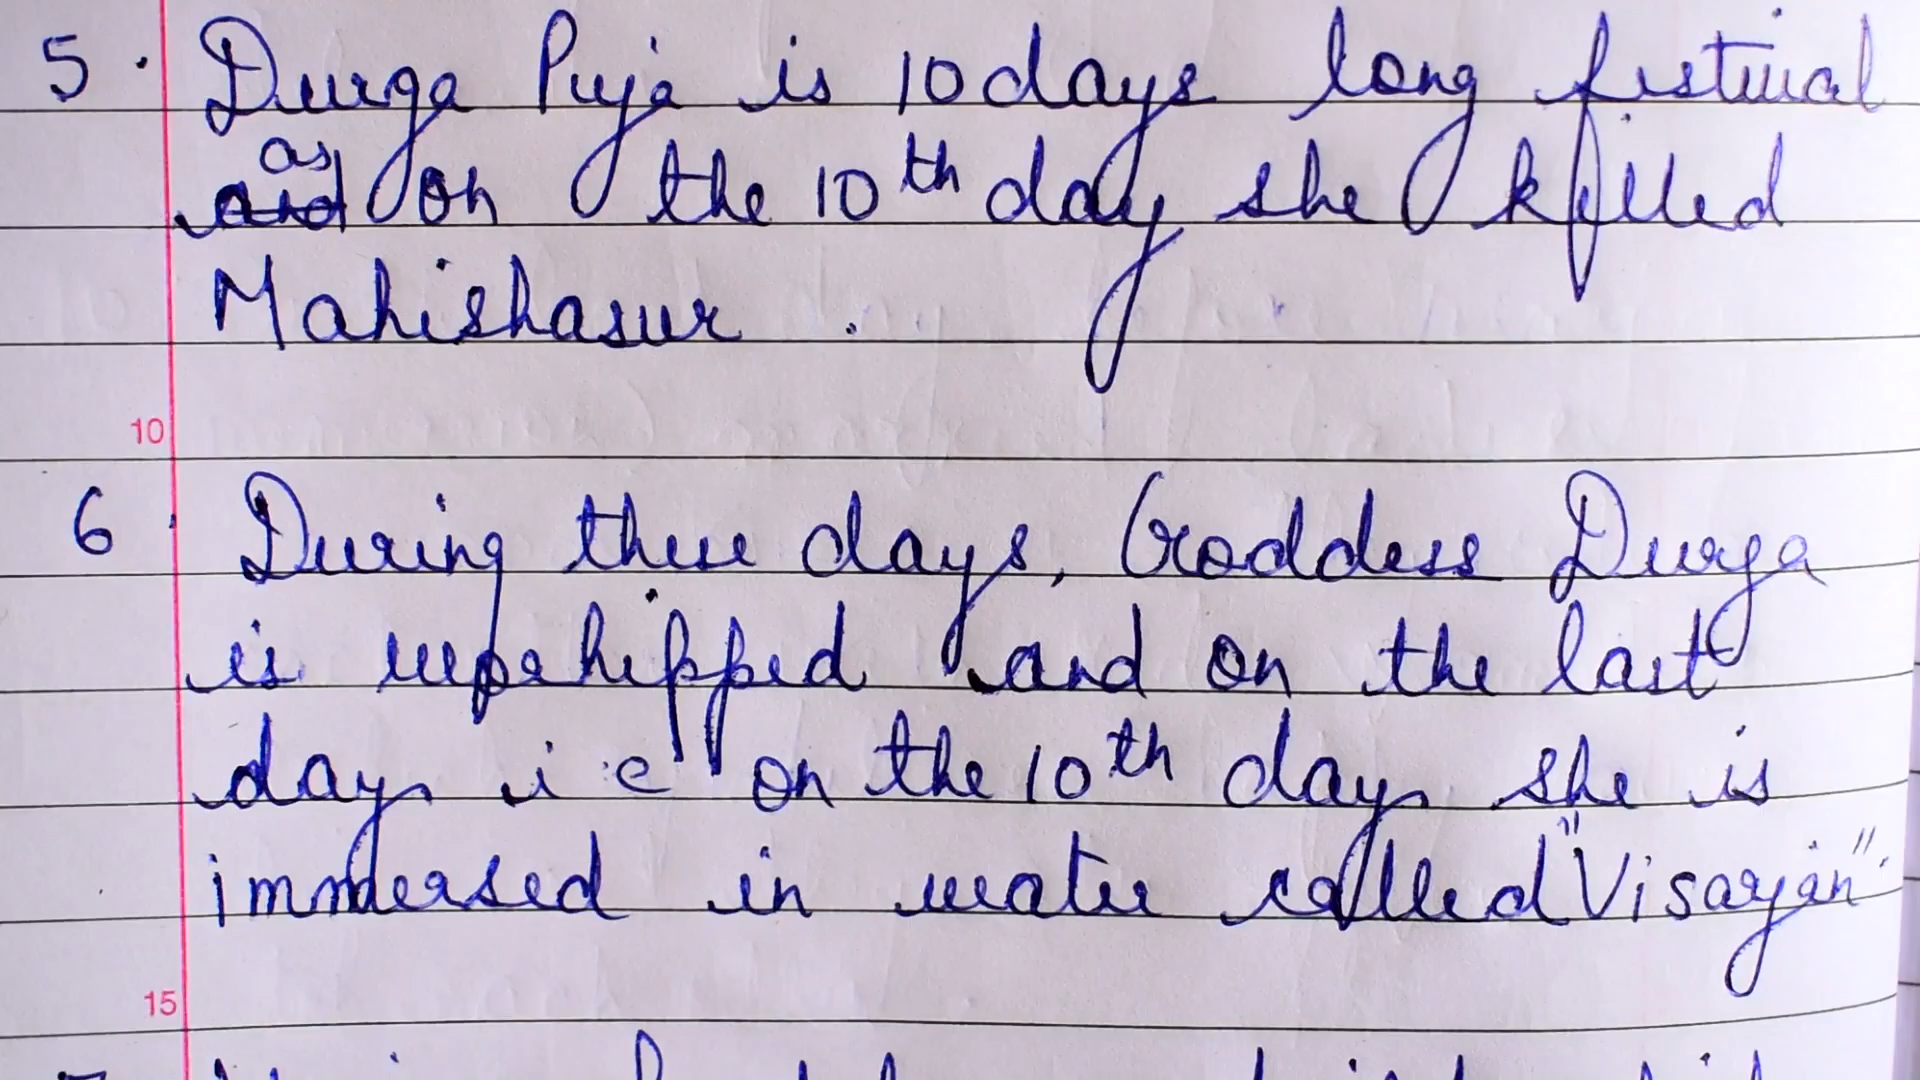 5. Durga Puja is 10 days long festival
as on the 10th day she killed
Mahishasur.
10
6. During these days, Goddess Durga
is worshipped and on the last
day i.e on the 10th day she is
immersed in water called "Visarjan".
15